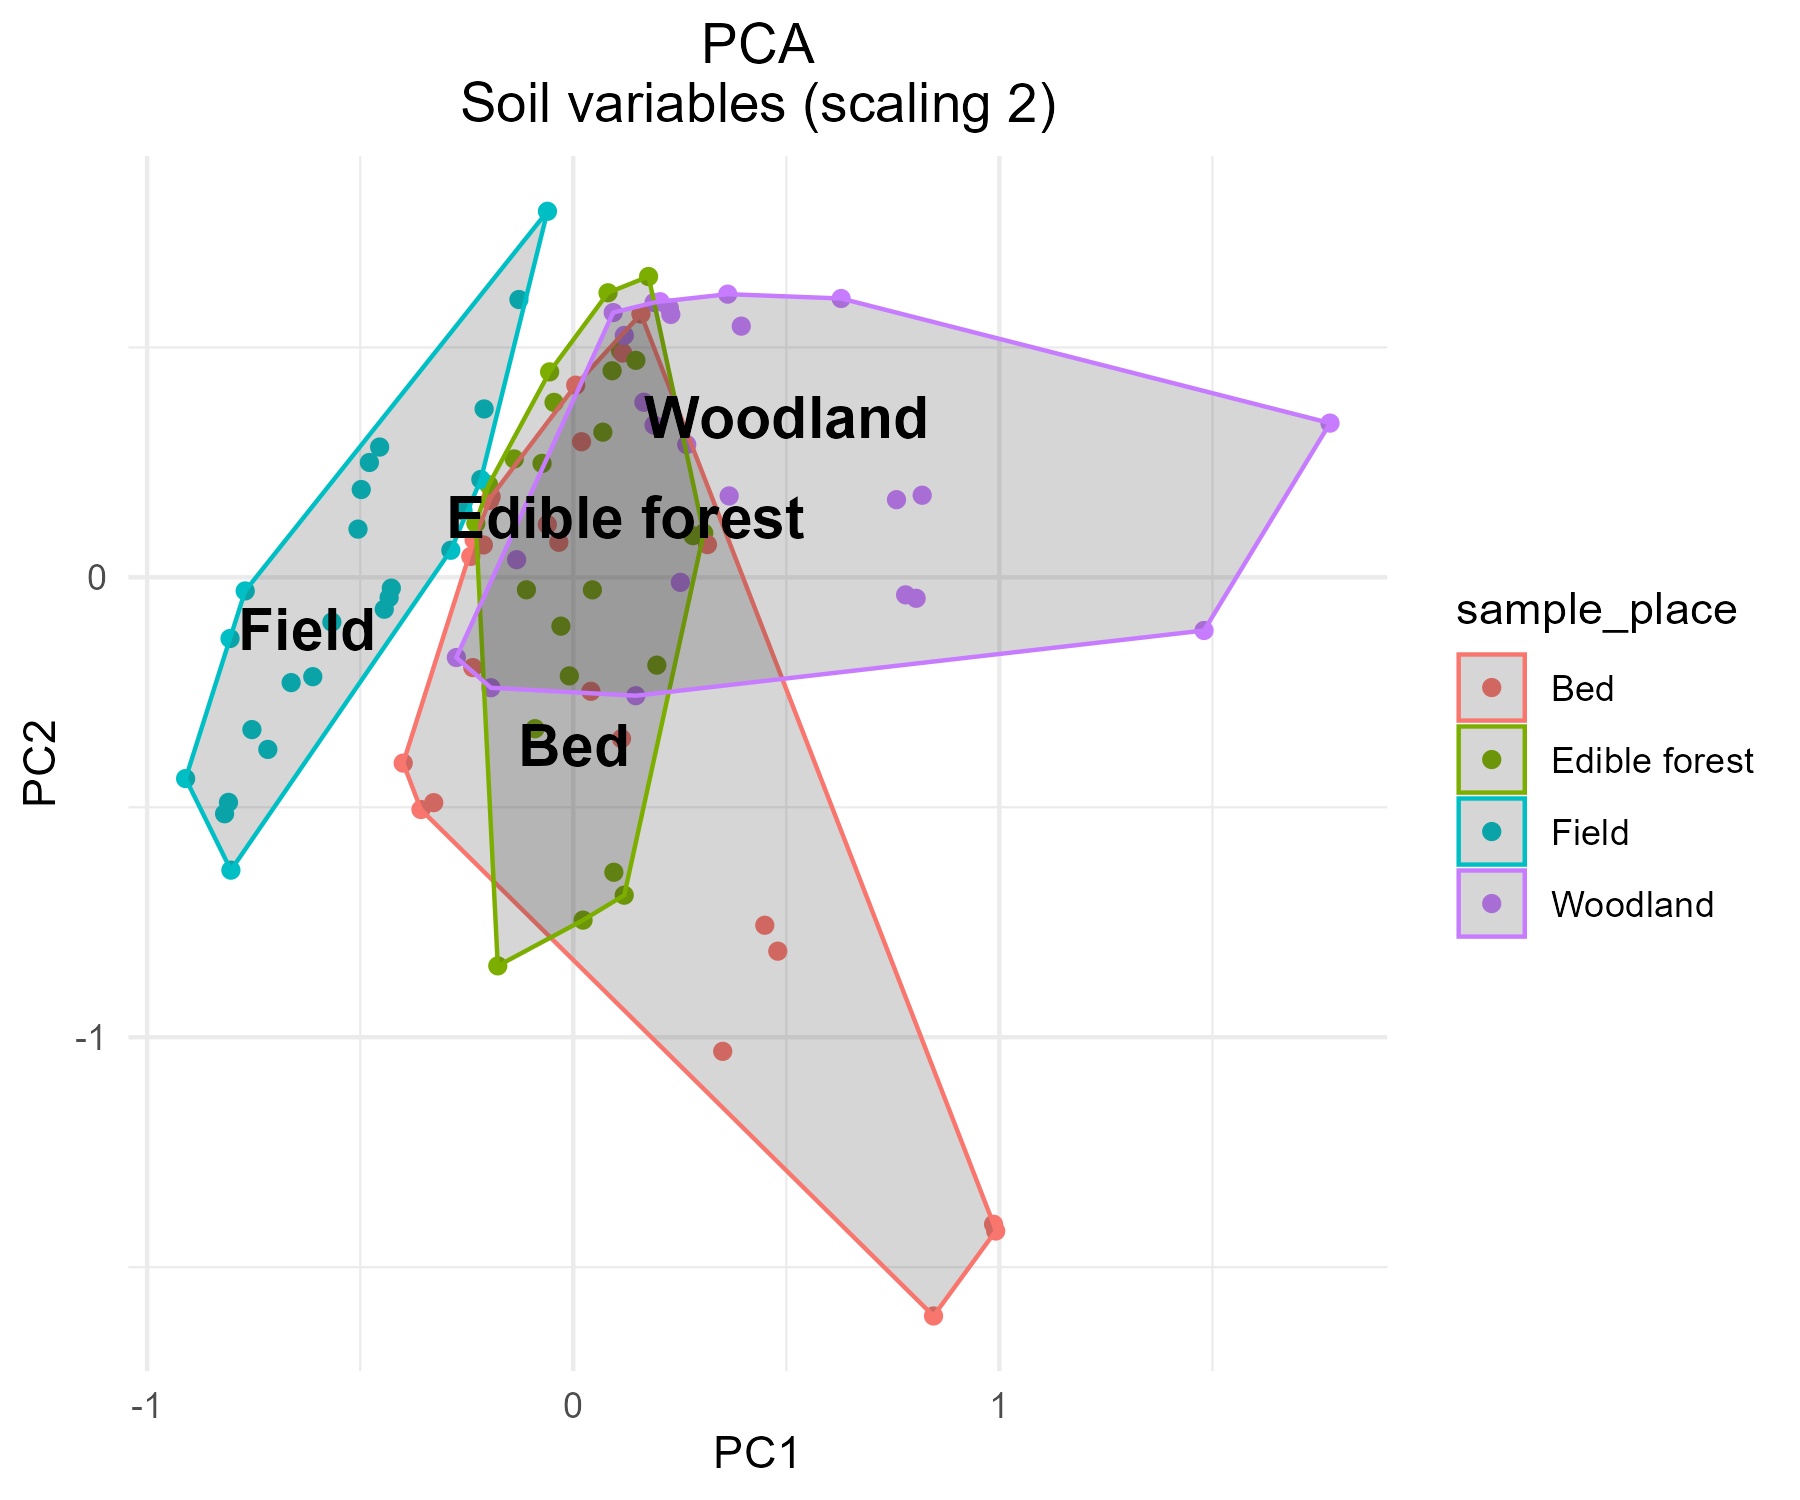 PCA
Soil variables (scaling 2)
Woodland
Edible forest
Field
Bed
PC2
0
-1
-1
0
1
PC1
sample_place
Bed
Edible forest
Field
Woodland